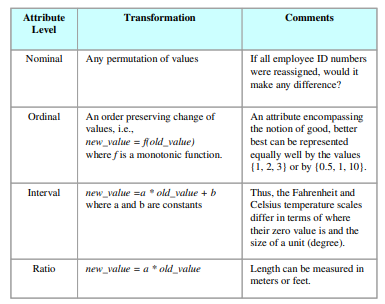 Attribute Level
Transformation
Comments
Nominal
Any permutation of values
If all employee ID numbers
were reassigned, would it
make any difference?
Ordinal
An order preserving change of
values, i.e.,
new_value = f(old_value)
where f is a monotonic function.
An attribute encompassing
the notion of good, better
best can be represented
equally well by the values
{1, 2, 3} or by {0.5, 1, 10}.
Interval
new_value =a * old_value + b
where a and b are constants
Thus, the Fahrenheit and
Celsius temperature scales
differ in terms of where
their zero value is and the
size of a unit (degree).
Ratio
new_value = a * old_value
Length can be measured in
meters or feet.